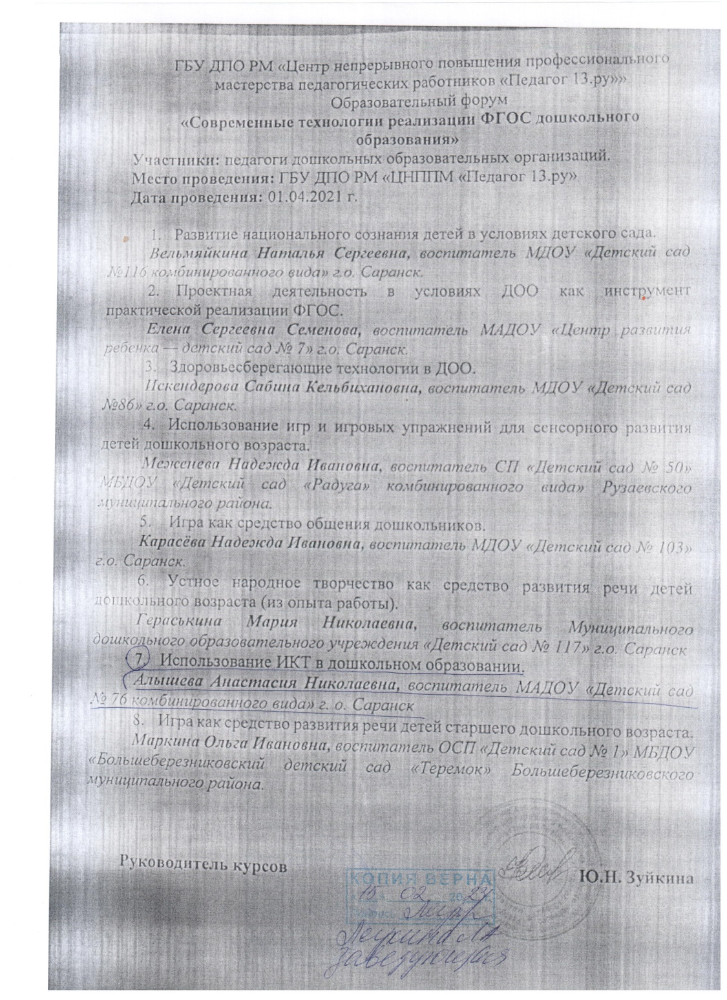 ГБУ ДПО РМ «Центр непрерывного повышения профессионального
мастерства педагогических работников «Педагог 13.ру»»
Образовательный форум
«Современные технологии реализации ФГОС дошкольного
образования»
Участники: педагоги дошкольных образовательных организаций.
Место проведения: ГБУ ДПО РМ «ЦНППМ «Педагог 13.ру»
Дата проведения: 01.04.2021 г.
1. Развитие национального сознания детей в условиях детского сада.
Вельмяйкина Наталья Сергеевна, воспитатель МДОУ «Детский сад
№116 комбинированного вида» г.о. Саранск.
2. Проектная деятельность в условиях ДОО как инструмент
практической реализации ФГОС.
Елена Сергеевна Семенова, воспитатель МАДОУ «Центр развития
ребенка — детский сад № 7» г.о. Саранск.
3. Здоровьесберегающие технологии в ДОО.
Искендерова Сабина Кельбихановна, воспитатель МДОУ «Детский сад
№86» г.о. Саранск.
4. Использование игр и игровых упражнений для сенсорного развития
детей дошкольного возраста.
Меженева Надежда Ивановна, воспитатель СП «Детский сад № 50»
МБДОУ «Детский сад «Радуга» комбинированного вида» Рузаевского
муниципального района.
5. Игра как средство общения дошкольников.
Карасёва Надежда Ивановна, воспитатель МДОУ «Детский сад № 103»
г.о. Саранск.
6. Устное народное творчество как средство развития речи детей
дошкольного возраста (из опыта работы).
Гераськина Мария Николаевна, воспитатель Муниципального
дошкольного образовательного учреждения «Детский сад № 117» г.о. Саранск
7. Использование ИКТ в дошкольном образовании.
Алышева Анастасия Николаевна, воспитатель МАДОУ «Детский сад
№ 76 комбинированного вида» г. о. Саранск
8. Игра как средство развития речи детей старшего дошкольного возраста.
Маркина Ольга Ивановна, воспитатель ОСП «Детский сад № 1» МБДОУ
«Большеберезниковский детский сад «Теремок» Большеберезниковского
муниципального района.
Руководитель курсов
Ю.Н. Зуйкина
КОПИЯ ВЕРНА
15 02 20
Леукина ЛА
Заведующая